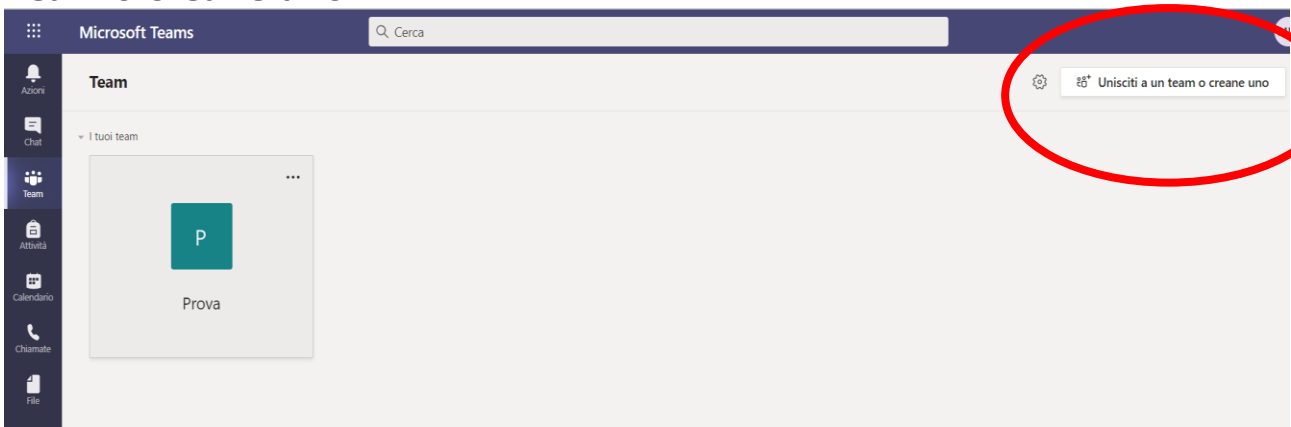 Microsoft Teams
Cerca
Azioni
Team
Unisciti a un team o creane uno
Chat
I tuoi team
Team
...
Attività
P
Calendario
Prova
Chiamate
File